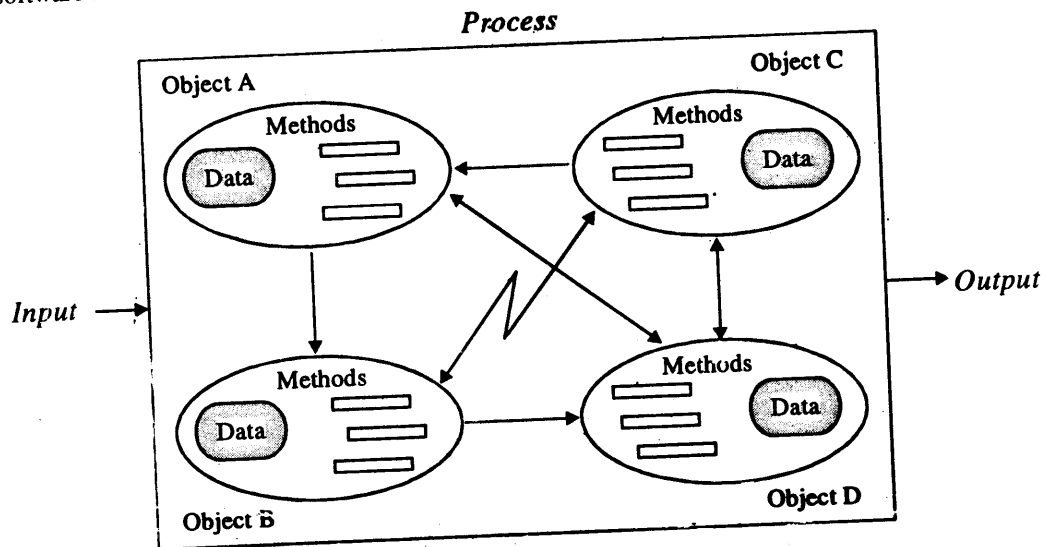 Process
Object A
Object C
Methods
Methods
Data
Data
Input
Output
Methods
Methods
Data
Data
Object B
Object D